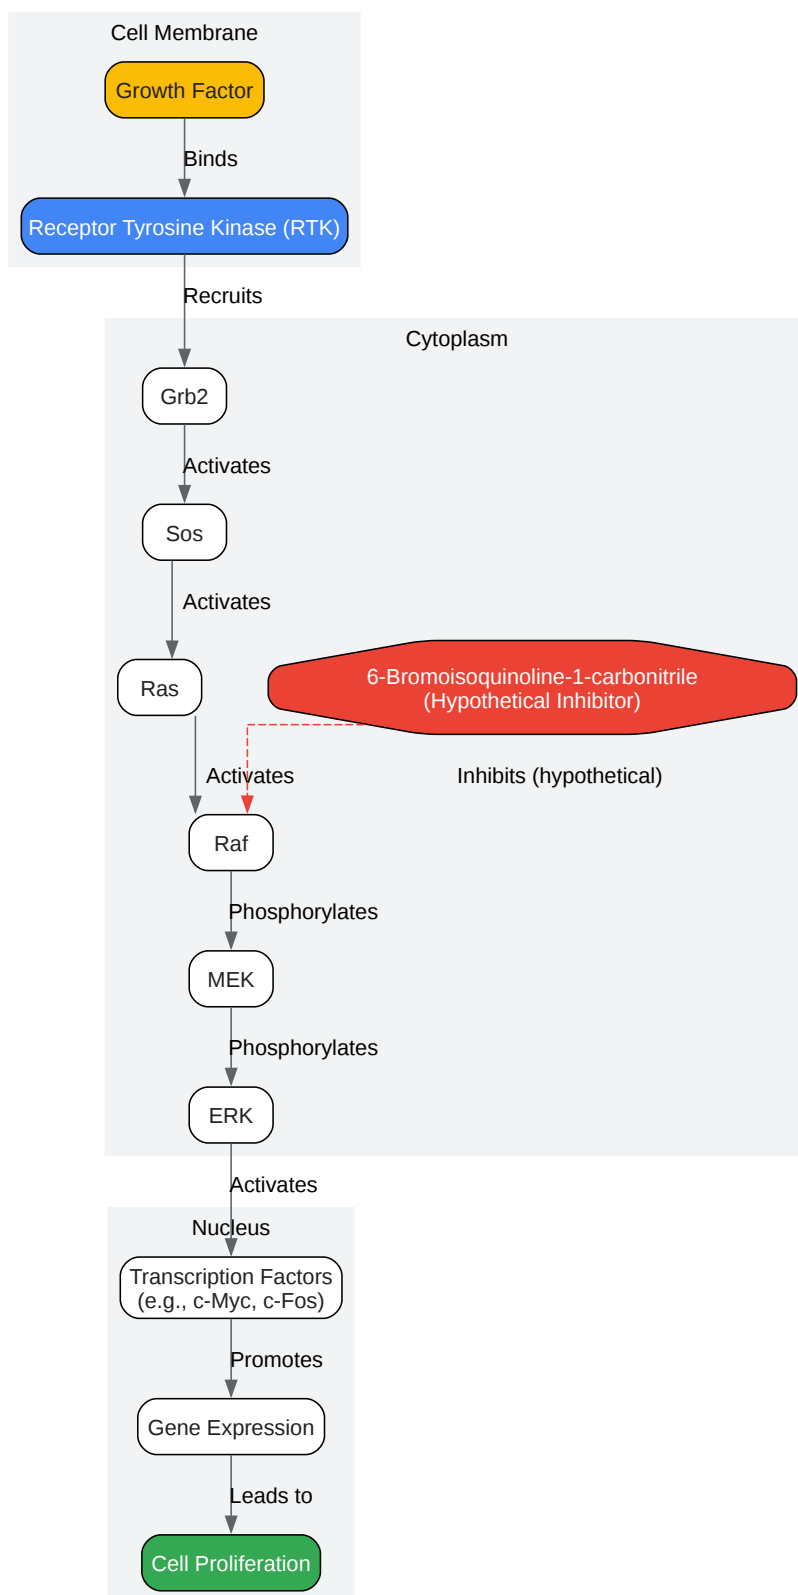 Cell Membrane
Growth Factor
Binds
Receptor Tyrosine Kinase (RTK)
Recruits
Cytoplasm
Grb2
Activates
Sos
Activates
Ras
6-Bromoisoquinoline-1-carbonitrile
(Hypothetical Inhibitor)
Activates
Inhibits (hypothetical)
Raf
Phosphorylates
MEK
Phosphorylates
ERK
Activates
Nucleus
Transcription Factors
(e.g., c-Myc, c-Fos)
Promotes
Gene Expression
Leads to
Cell Proliferation